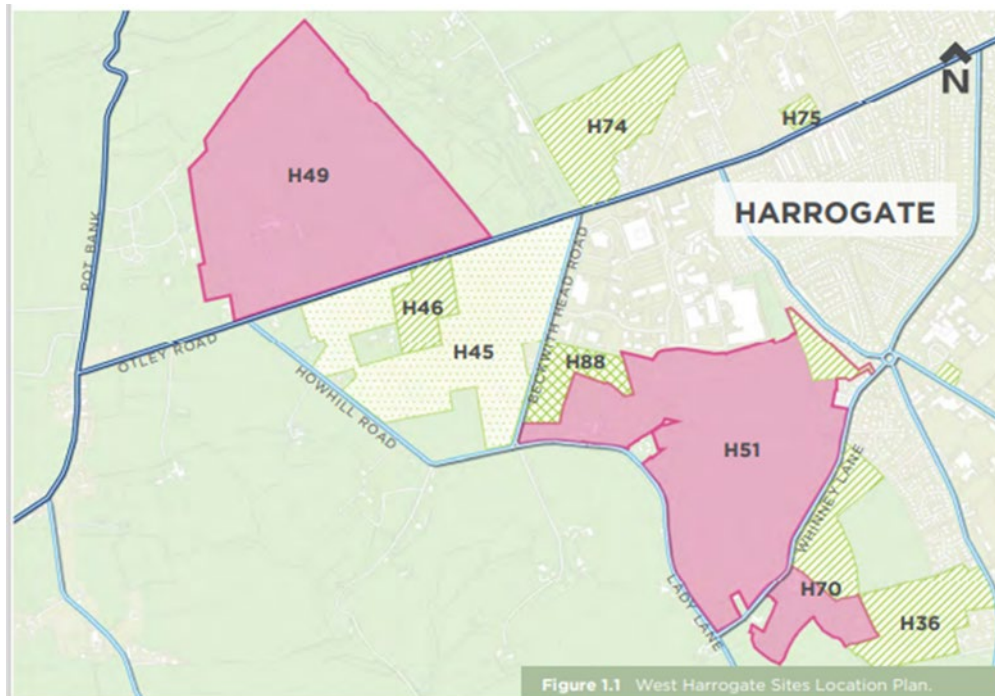 N
H74
H75
H49
HARROGATE
POT BANK
BECKWITH HEAD ROAD
H46
OTLEY ROAD
H45
H88
HOWHILL ROAD
H51
WHINNEY LANE
H70
LADY LANE
H36
Figure 1.1 West Harrogate Sites Location Plan.